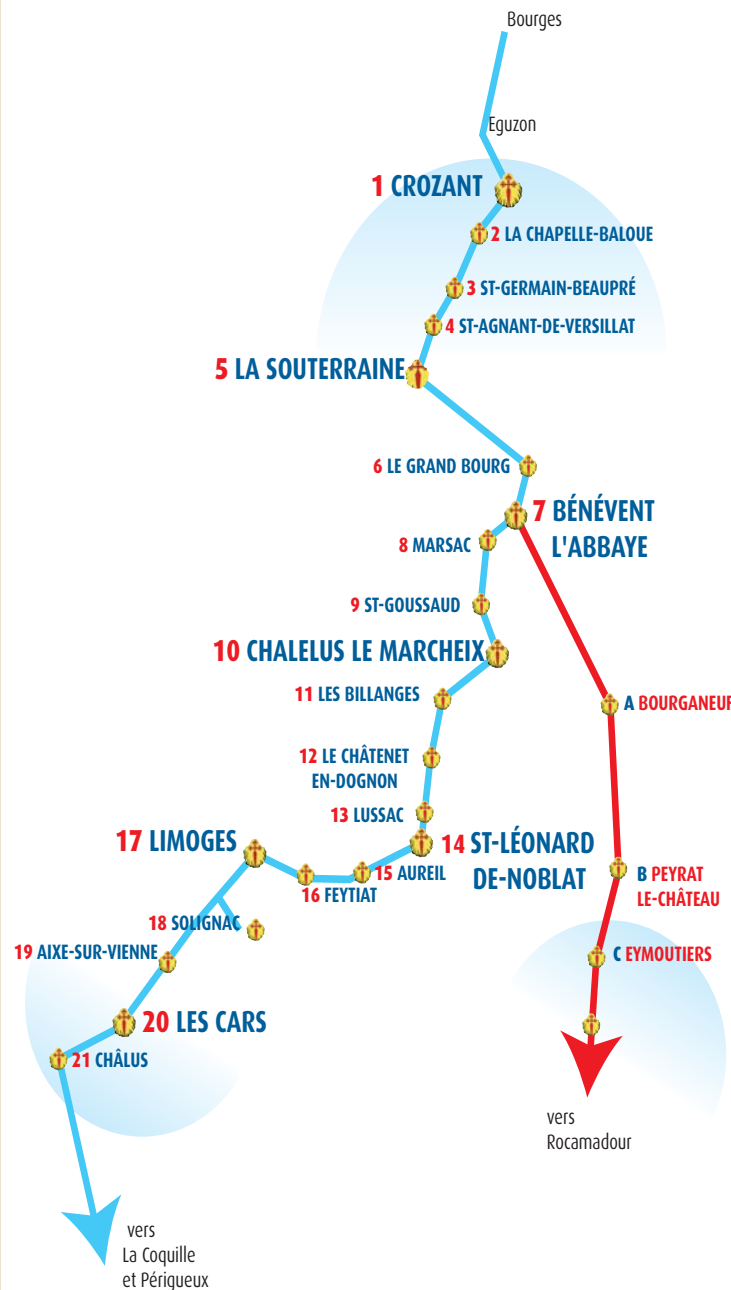 Bourges
Eguzon
1 CROZANT
2 LA CHAPELLE-BALOUE
3 ST-GERMAIN-BEAUPRÉ
4 ST-AGNANT-DE-VERSILLAT
5 LA SOUTERRAINE
6 LE GRAND BOURG
7 BÉNÉVENT
L'ABBAYE
8 MARSAC
9 ST-GOUSSAUD
10 CHALELUS LE MARCHEIX
11 LES BILLANGES
A BOURGANEUF
12 LE CHÂTENET
EN-DOGNON
13 LUSSAC
14 ST-LÉONARD
DE-NOBLAT
15 AUREIL
16 FEYTIAT
17 LIMOGES
B PEYRAT
LE-CHÂTEAU
18 SOLIGNAC
19 AIXE-SUR-VIENNE
C EYMOUTIERS
20 LES CARS
21 CHÂLUS
vers
Rocamadour
vers
La Coquille
et Périgueux